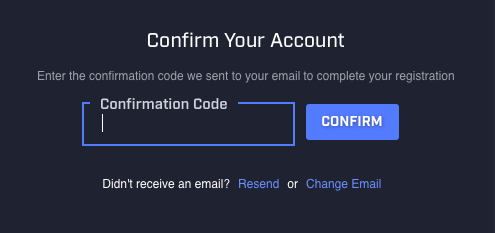 Confirm Your Account
Enter the confirmation code we sent to your email to complete your registration
Confirmation Code
CONFIRM
Didn't receive an email? Resend or Change Email